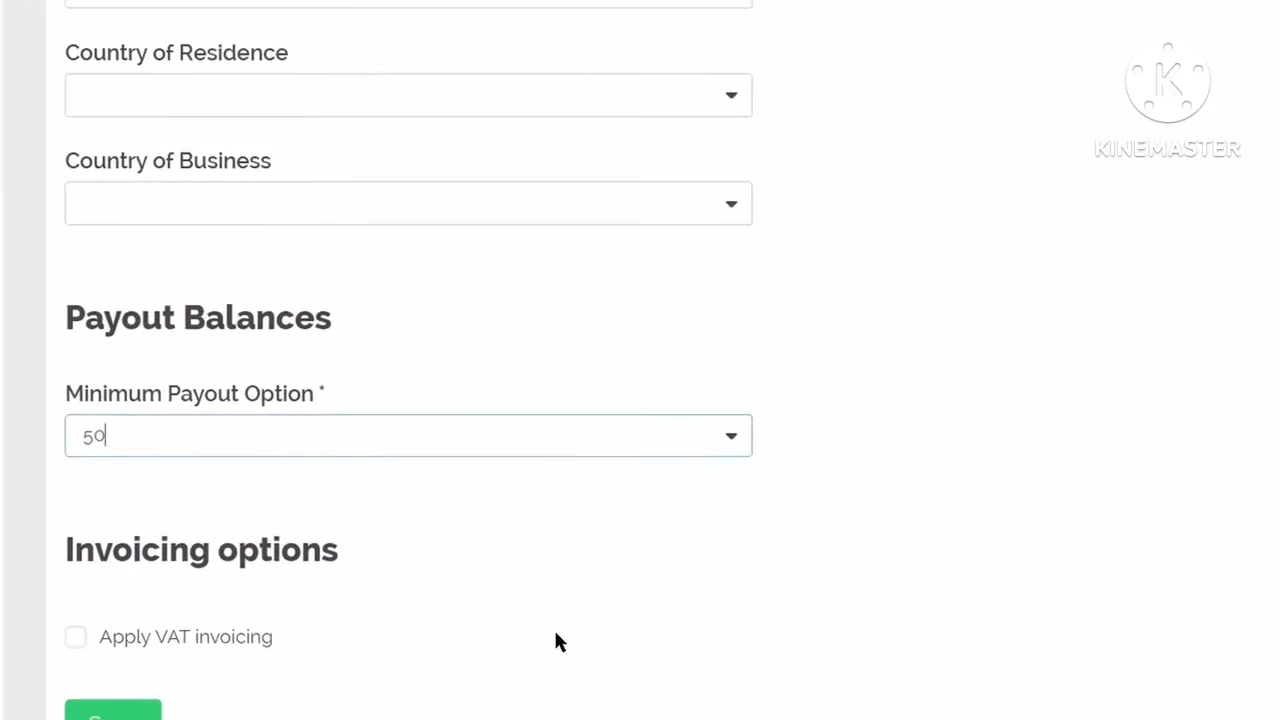 Country of Residence
K
KINEMASTER
Country of Business
Payout Balances
Minimum Payout Option *
50
Invoicing options
Apply VAT invoicing